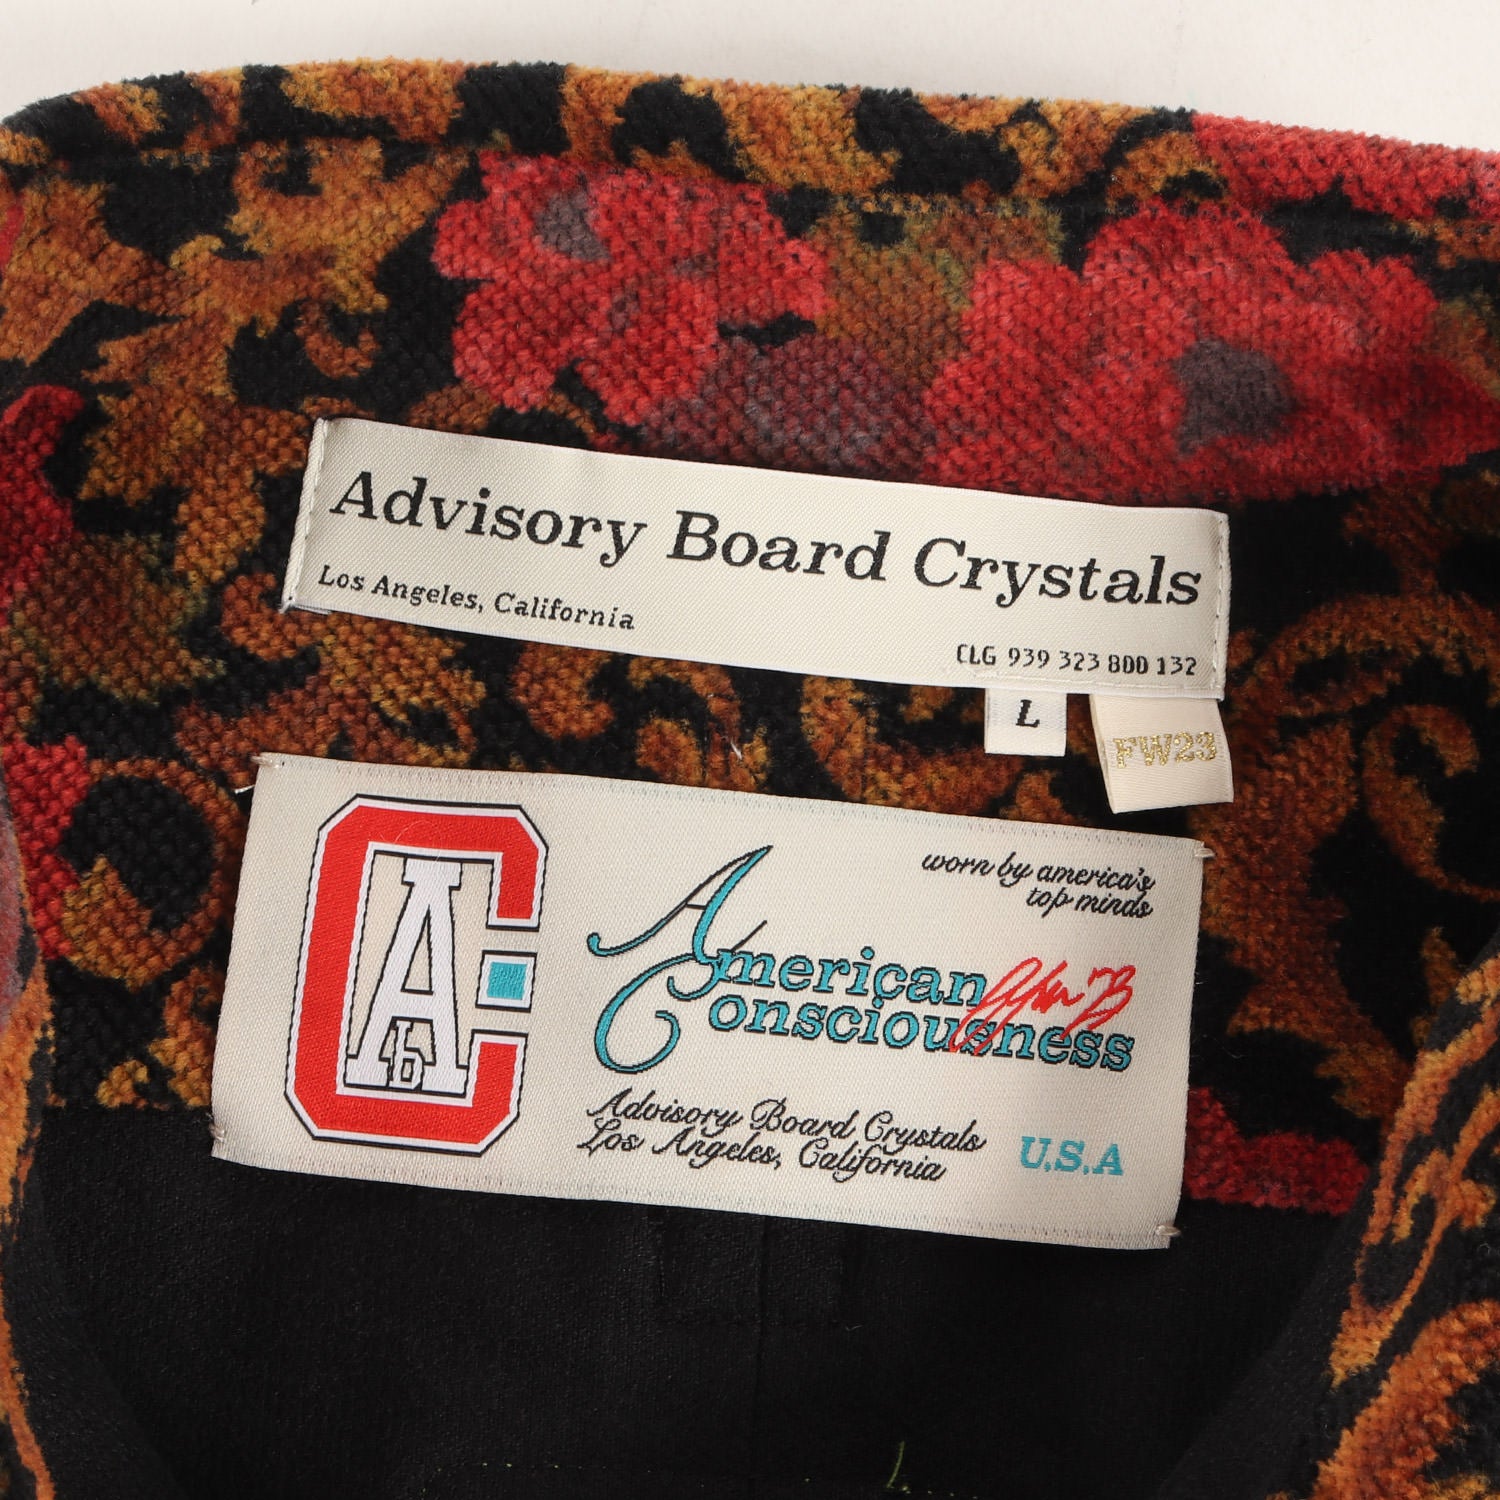 Advisory Board Crystals
Los Angeles, California
CLG 939 323 800 132
L
FW23
CAb
worn by america's
top minds
American
Consciousness
Advisory Board Crystals
Los Angeles, California
U.S.A